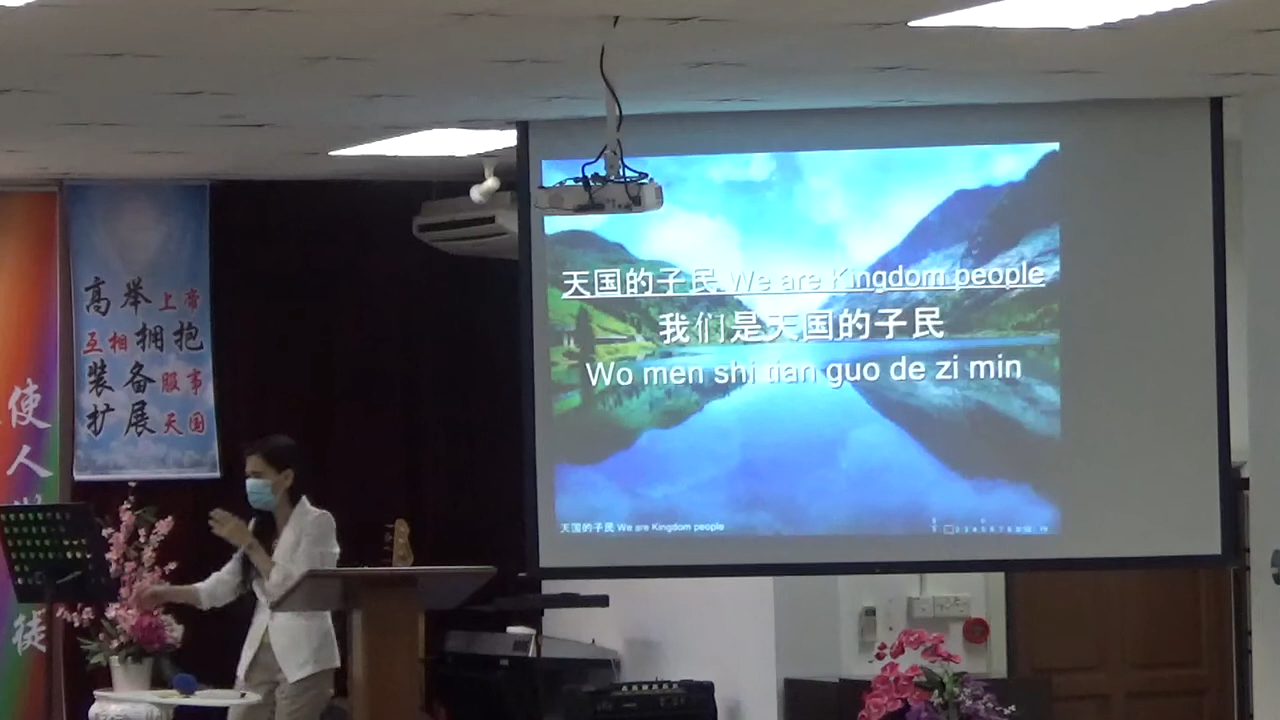 高举上帝
互相拥抱
裝备服事
扩展天国
使
人
徒
天国的子民 We are Kingdom people
我们是天国的子民
Wo men shi tian guo de zi min
天国的子民 We are Kingdom people